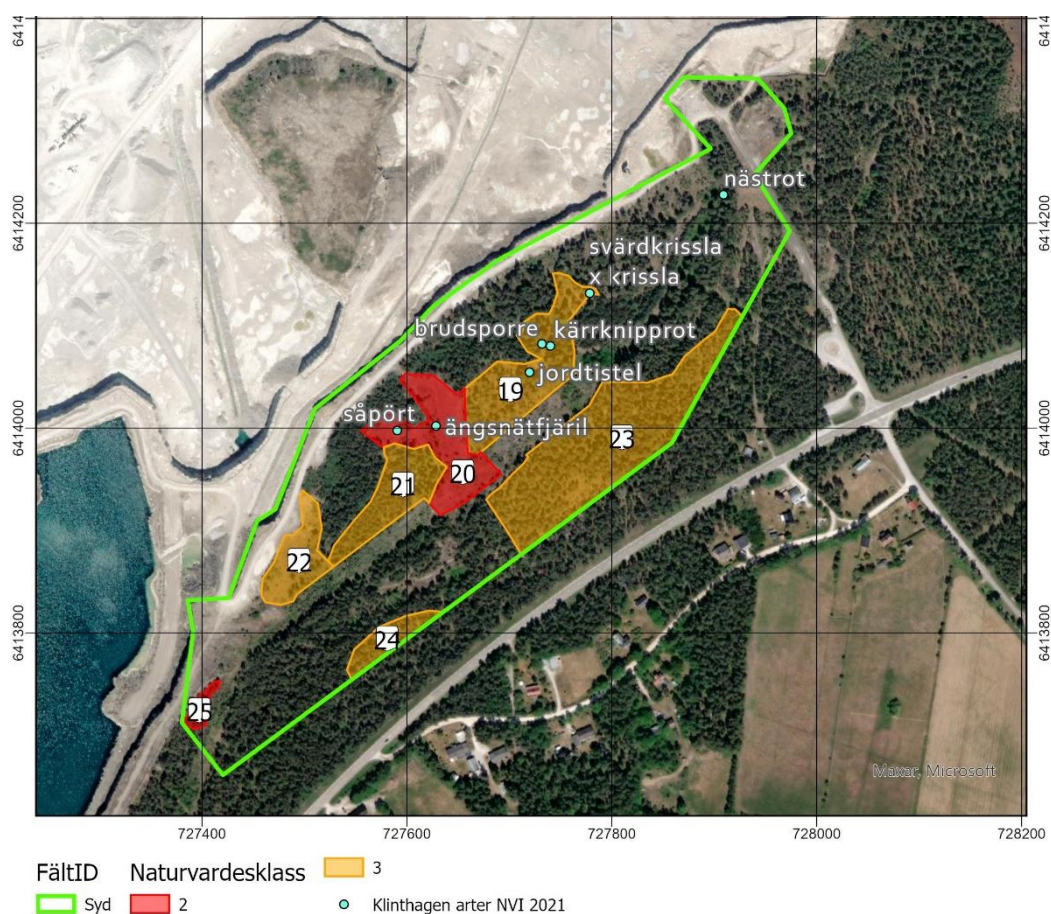 6414
6414
nästrot
6414200
6414200
svärdkrissla
x krissla
brudsporre
kärrknipprot
jordtistel
19
såpört
ängsnätfjäril
6414000
6414000
23
20
21
22
6413800
6413800
24
25
Maxar, Microsoft
727400
727600
727800
728000
728200
FältID
Naturvardesklass
3
Syd
2
Klinthagen arter NVI 2021